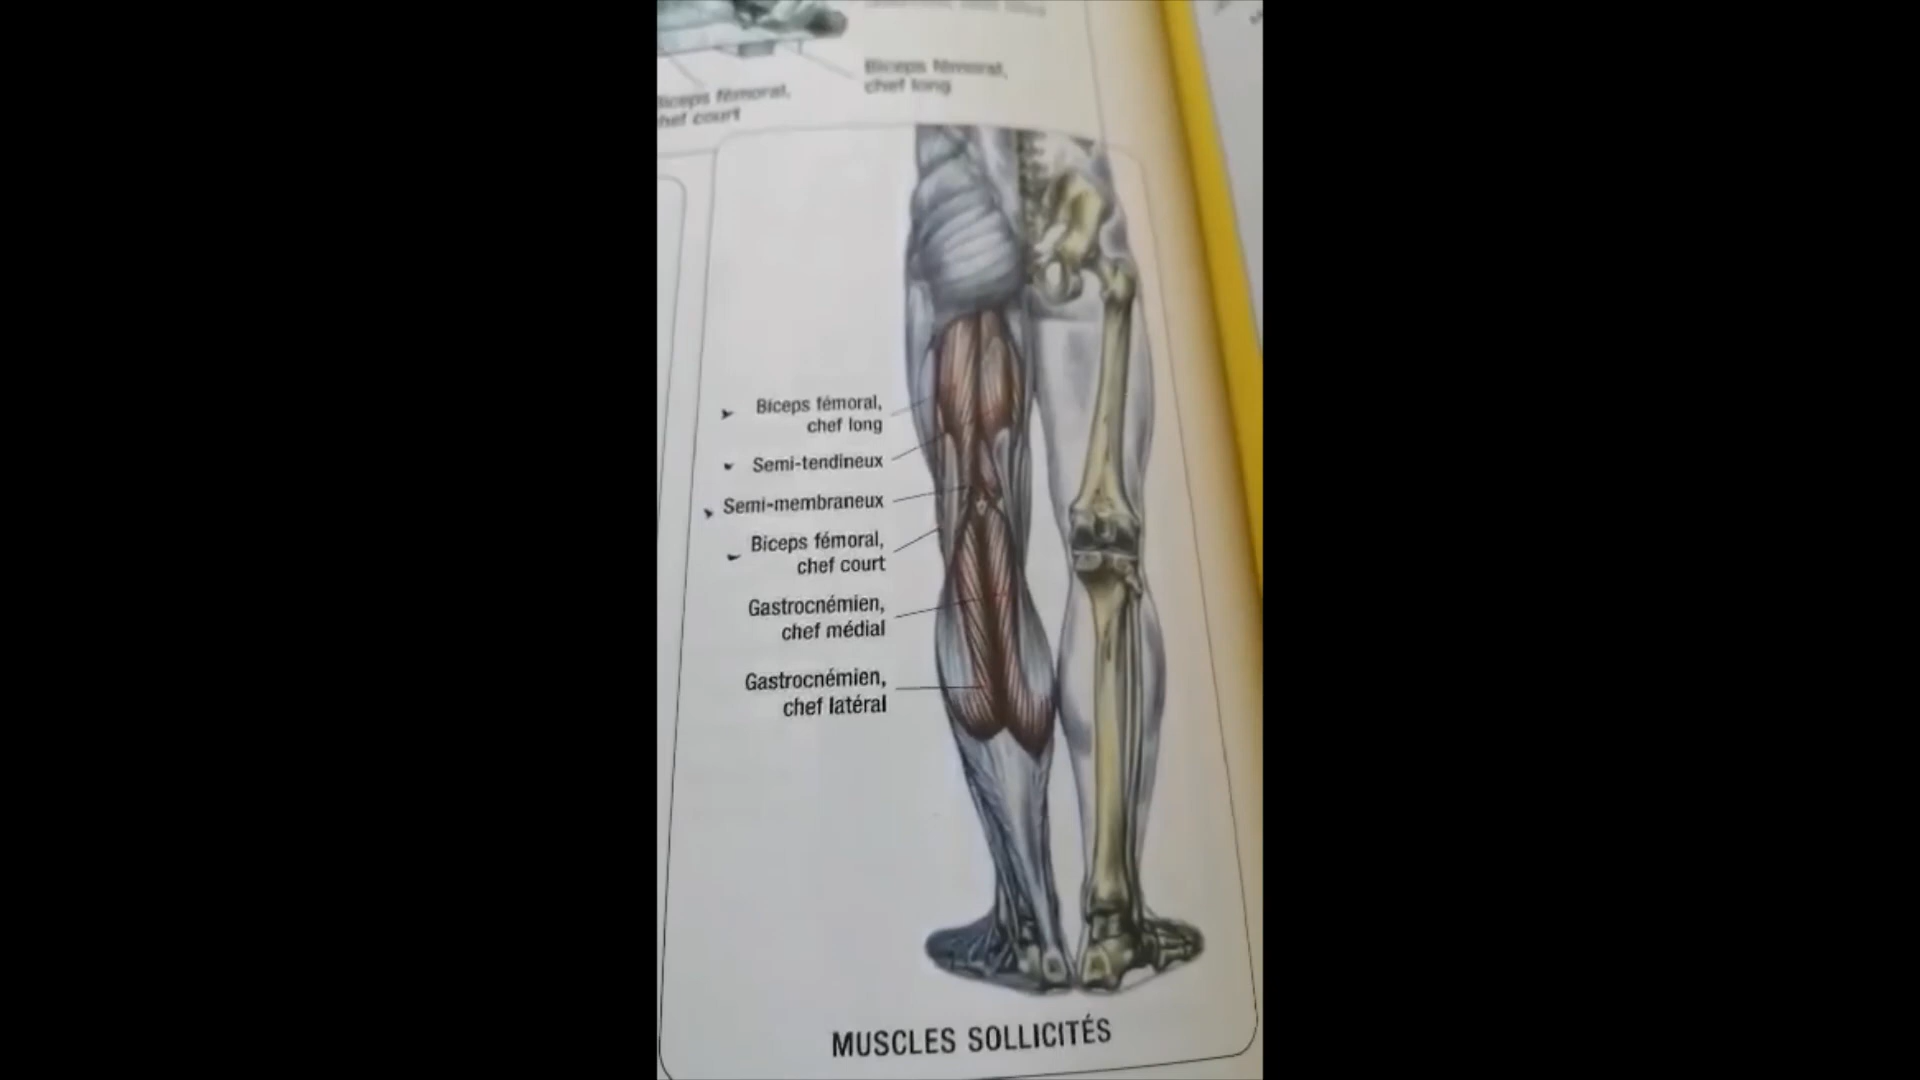 Biceps fémoral,
chef long
Biceps fémoral,
chef court
Biceps fémoral,
chef long
Semi-tendineux
Semi-membraneux
Biceps fémoral,
chef court
Gastrocnémien,
chef médial
Gastrocnémien,
chef latéral
MUSCLES SOLLICITÉS